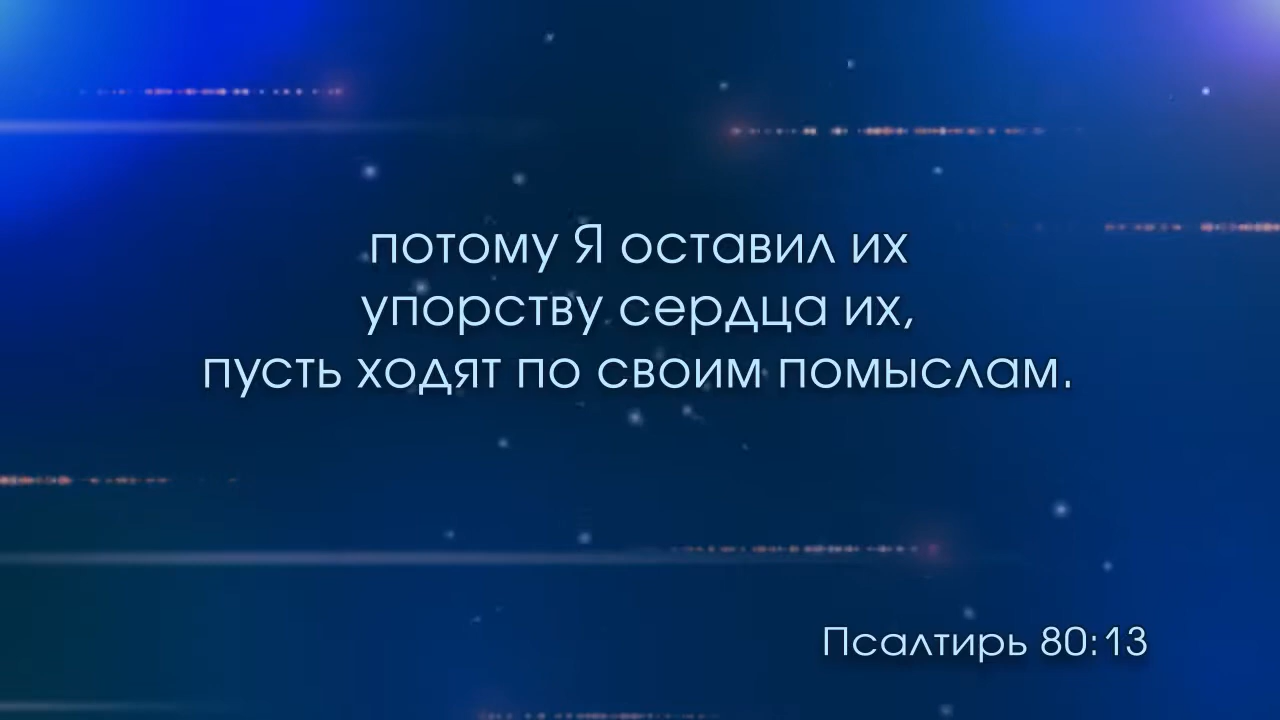 потому Я оставил их
упорству сердца их,
пусть ходят по своим помыслам.
Псалтирь 80:13